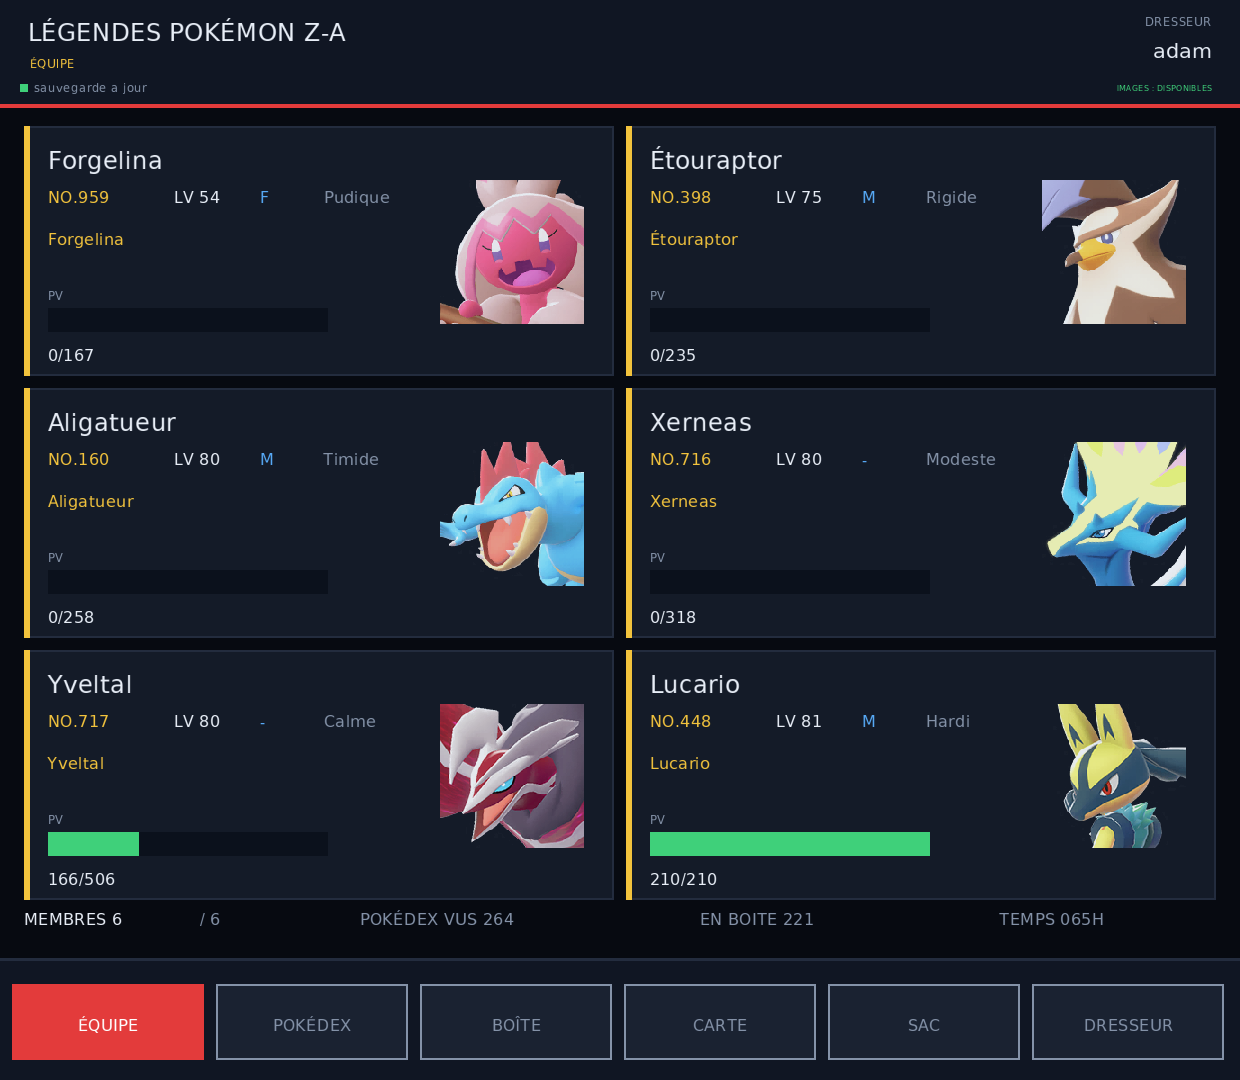 LÉGENDES POKÉMON Z-A
ÉQUIPE
sauvegarde a jour
DRESSEUR
adam
IMAGES : DISPONIBLES
Forgelina
NO.959 LV 54 F Pudique
Forgelina
PV
0/167
Étouraptor
NO.398 LV 75 M Rigide
Étouraptor
PV
0/235
Aligatueur
NO.160 LV 80 M Timide
Aligatueur
PV
0/258
Xerneas
NO.716 LV 80 - Modeste
Xerneas
PV
0/318
Yveltal
NO.717 LV 80 - Calme
Yveltal
PV
166/506
Lucario
NO.448 LV 81 M Hardi
Lucario
PV
210/210
MEMBRES 6 / 6 POKÉDEX VUS 264 EN BOITE 221 TEMPS 065H
ÉQUIPE POKÉDEX BOÎTE CARTE SAC DRESSEUR